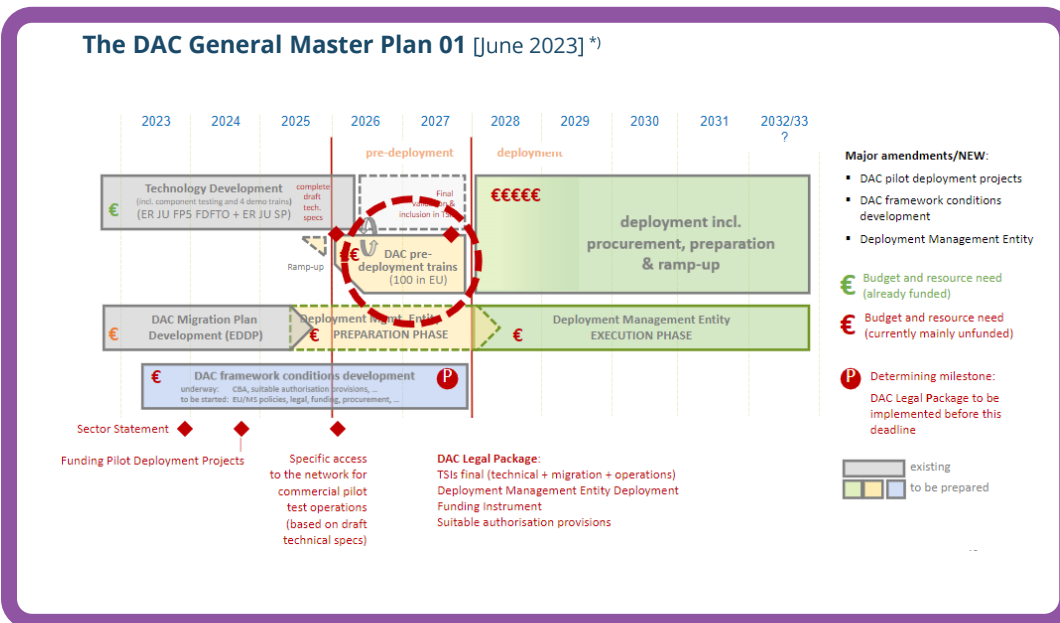 The DAC General Master Plan 01 [June 2023] *)
2023 2024 2025 2026 2027 2028 2029 2030 2031 2032/33
?
pre-deployment deployment
Technology Development
(incl. component testing and 4 demo trains)
(ER JU FP5 FDFTO + ER JU SP)
€
complete
draft
tech.
specs
Final
inclusion in
€€€€€
deployment incl.
procurement, preparation
& ramp-up
Ramp-up
€€
DAC pre-
deployment trains
(100 in EU)
€
DAC Migration Plan
Development (EDDP)
Deployment Mgmt. Entity
€ PREPARATION PHASE
€
Deployment Management Entity
EXECUTION PHASE
€
DAC framework conditions development
underway: CBA, suitable authorisation provisions, ...
to be started: EU/MS policies, legal, funding, procurement, ...
P
Sector Statement
Funding Pilot Deployment Projects
Specific access
to the network for
commercial pilot
test operations
(based on draft
technical specs)
DAC Legal Package:
TSIs final (technical + migration + operations)
Deployment Management Entity Deployment
Funding Instrument
Suitable authorisation provisions
Major amendments/NEW:
▪ DAC pilot deployment projects
▪ DAC framework conditions
development
▪ Deployment Management Entity
€ Budget and resource need
(already funded)
€ Budget and resource need
(currently mainly unfunded)
P Determining milestone:
DAC Legal Package to be
implemented before this
deadline
existing
to be prepared